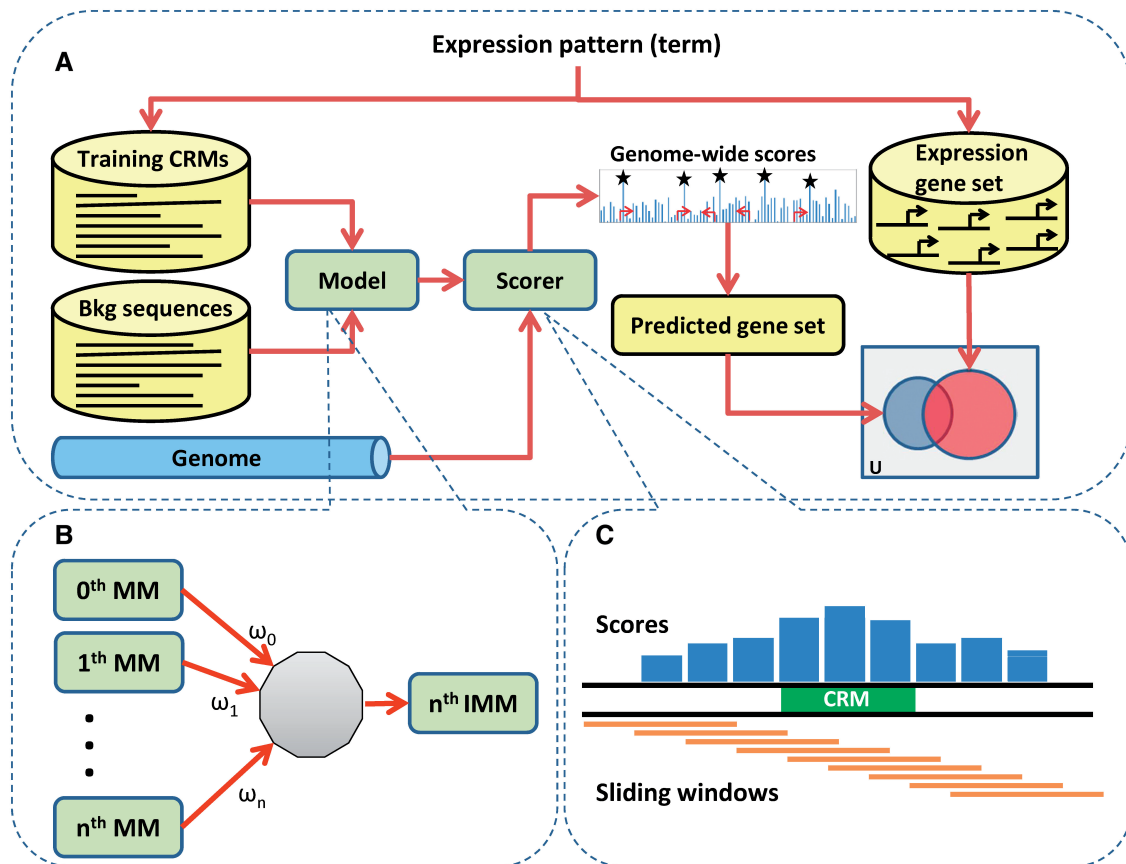 A
Expression pattern (term)
Training CRMs
Genome-wide scores
Expression
gene set
Model
Scorer
Bkg sequences
Predicted gene set
Genome
U
B
0th MM
ω0
1th MM
ω1
nth IMM
ωn
nth MM
C
Scores
CRM
Sliding windows